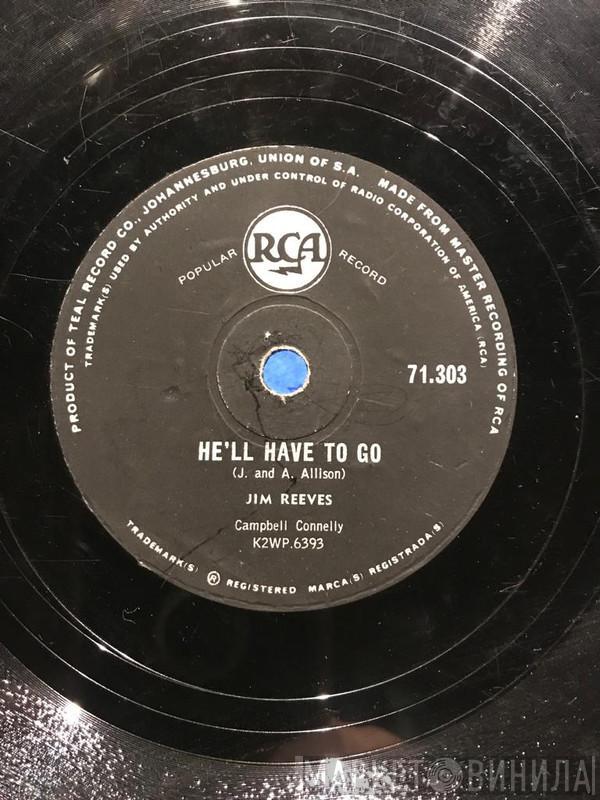 PRODUCT OF TEAL RECORD CO., JOHANNESBURG, UNION OF S.A. MADE FROM MASTER RECORDING OF RCA
TRADEMARK(S) UBED BY AUTHORITY AND UNDER CONTROL OF RADIO CORPORATION OF AMERICA (RCA)
POPULAR RCA RECORD
71.303
HE'LL HAVE TO GO
(J. and A. Allison)
JIM REEVES
Campbell Connelly
K2WP.6393
TRADEMARK(S) ® REGISTERED MARCA(S) REGISTRADA(S)
МАРКЕТ ВИНИЛА